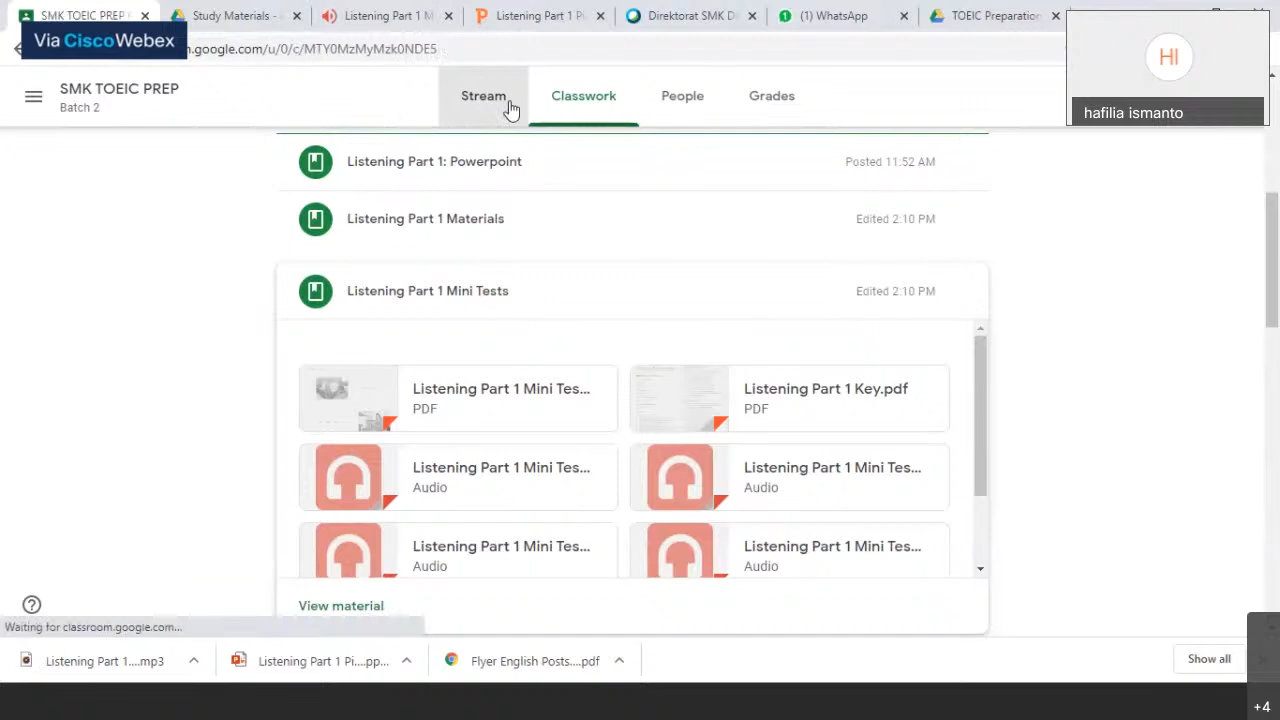 SMK TOEIC PREP
Study Materials -
Listening Part 1 M
Listening Part 1
Direktorat SMK D
(1) WhatsApp
TOEIC Preparation
Via CiscoWebex
.google.com/u/0/c/MTY0MzMyMzk0NDE5
HI
hafilia ismanto
SMK TOEIC PREP
Batch 2
Stream
Classwork
People
Grades
Listening Part 1: Powerpoint
Posted 11:52 AM
Listening Part 1 Materials
Edited 2:10 PM
Listening Part 1 Mini Tests
Edited 2:10 PM
Listening Part 1 Mini Tes...
PDF
Listening Part 1 Key.pdf
PDF
Listening Part 1 Mini Tes...
Audio
Listening Part 1 Mini Tes...
Audio
Listening Part 1 Mini Tes...
Audio
Listening Part 1 Mini Tes...
Audio
View material
Waiting for classroom.google.com...
Listening Part 1....mp3
Listening Part 1 Pi....pp...
Flyer English Posts....pdf
Show all
+4